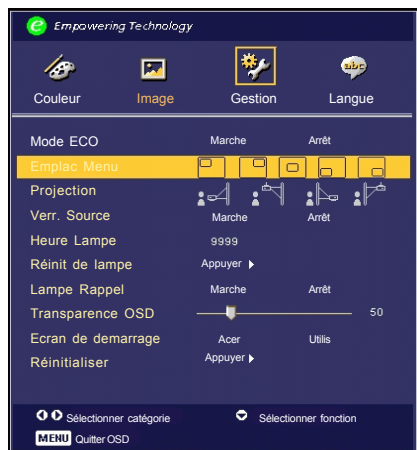 Empowering Technology
Couleur Image Gestion Langue
Mode ECO Marche Arrêt
Emplac Menu
Projection
Verr. Source Marche Arrêt
Heure Lampe 9999
Réinit de lampe Appuyer
Lampe Rappel Marche Arrêt
Transparence OSD 50
Ecran de demarrage Acer Utilis
Réinitialiser Appuyer
Sélectionner catégorie Sélectionner fonction
MENU Quitter OSD